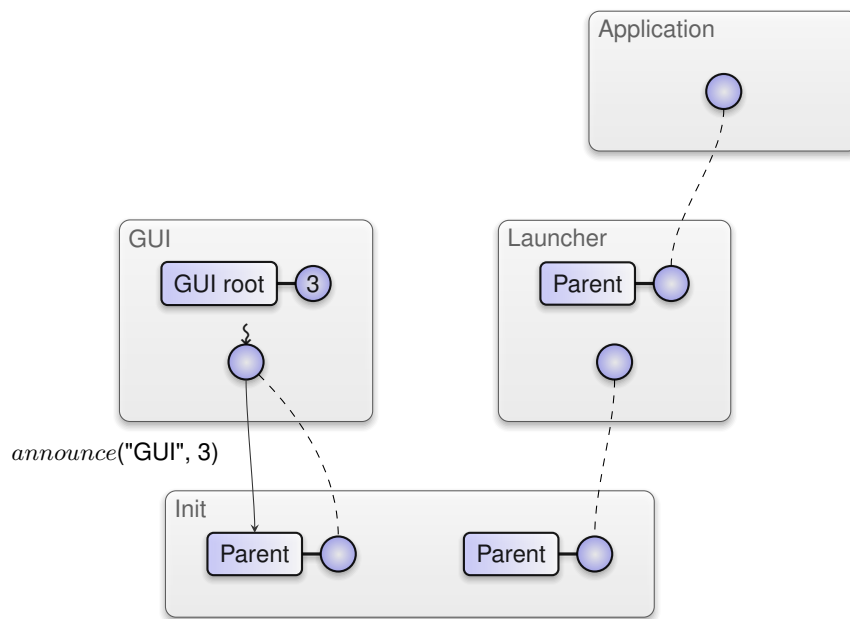 Application
GUI
Launcher
GUI root
3
Parent
announce("GUI", 3)
Init
Parent
Parent